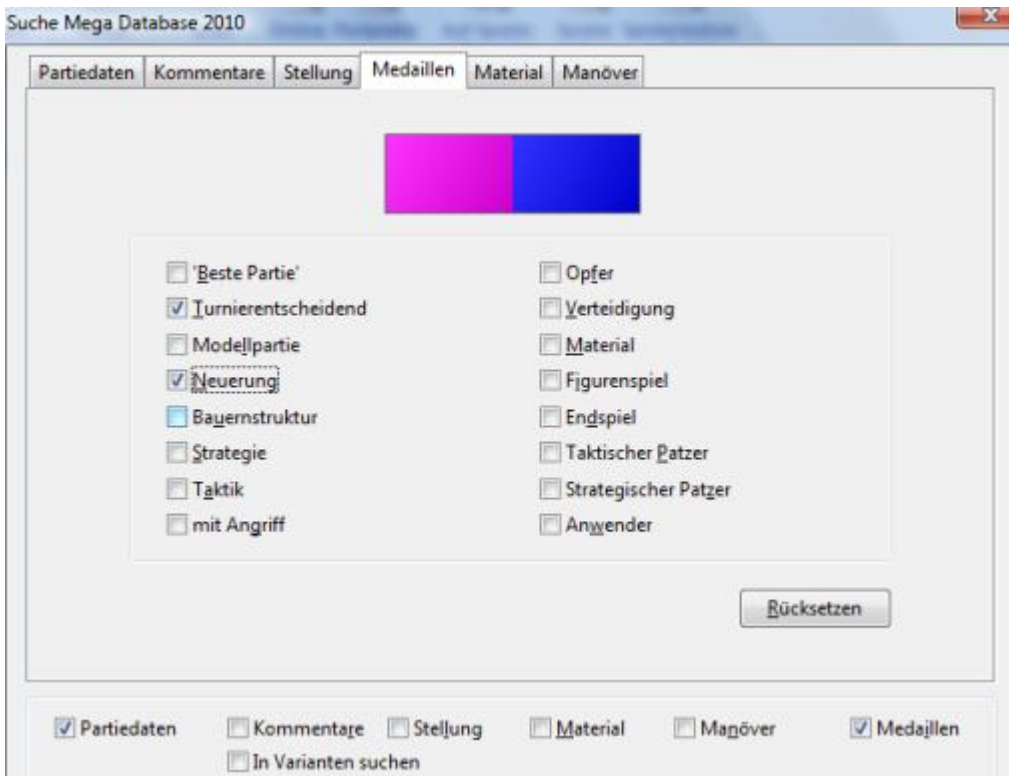 Suche Mega Database 2010
Partiedaten Kommentare Stellung Medaillen Material Manöver
'Beste Partie' Opfer
Turnierentscheidend Verteidigung
Modellpartie Material
Neuerung Figurenspiel
Bauernstruktur Endspiel
Strategie Taktischer Patzer
Taktik Strategischer Patzer
mit Angriff Anwender
Rücksetzen
Partiedaten Kommentare Stellung Material Manöver Medaillen
In Varianten suchen